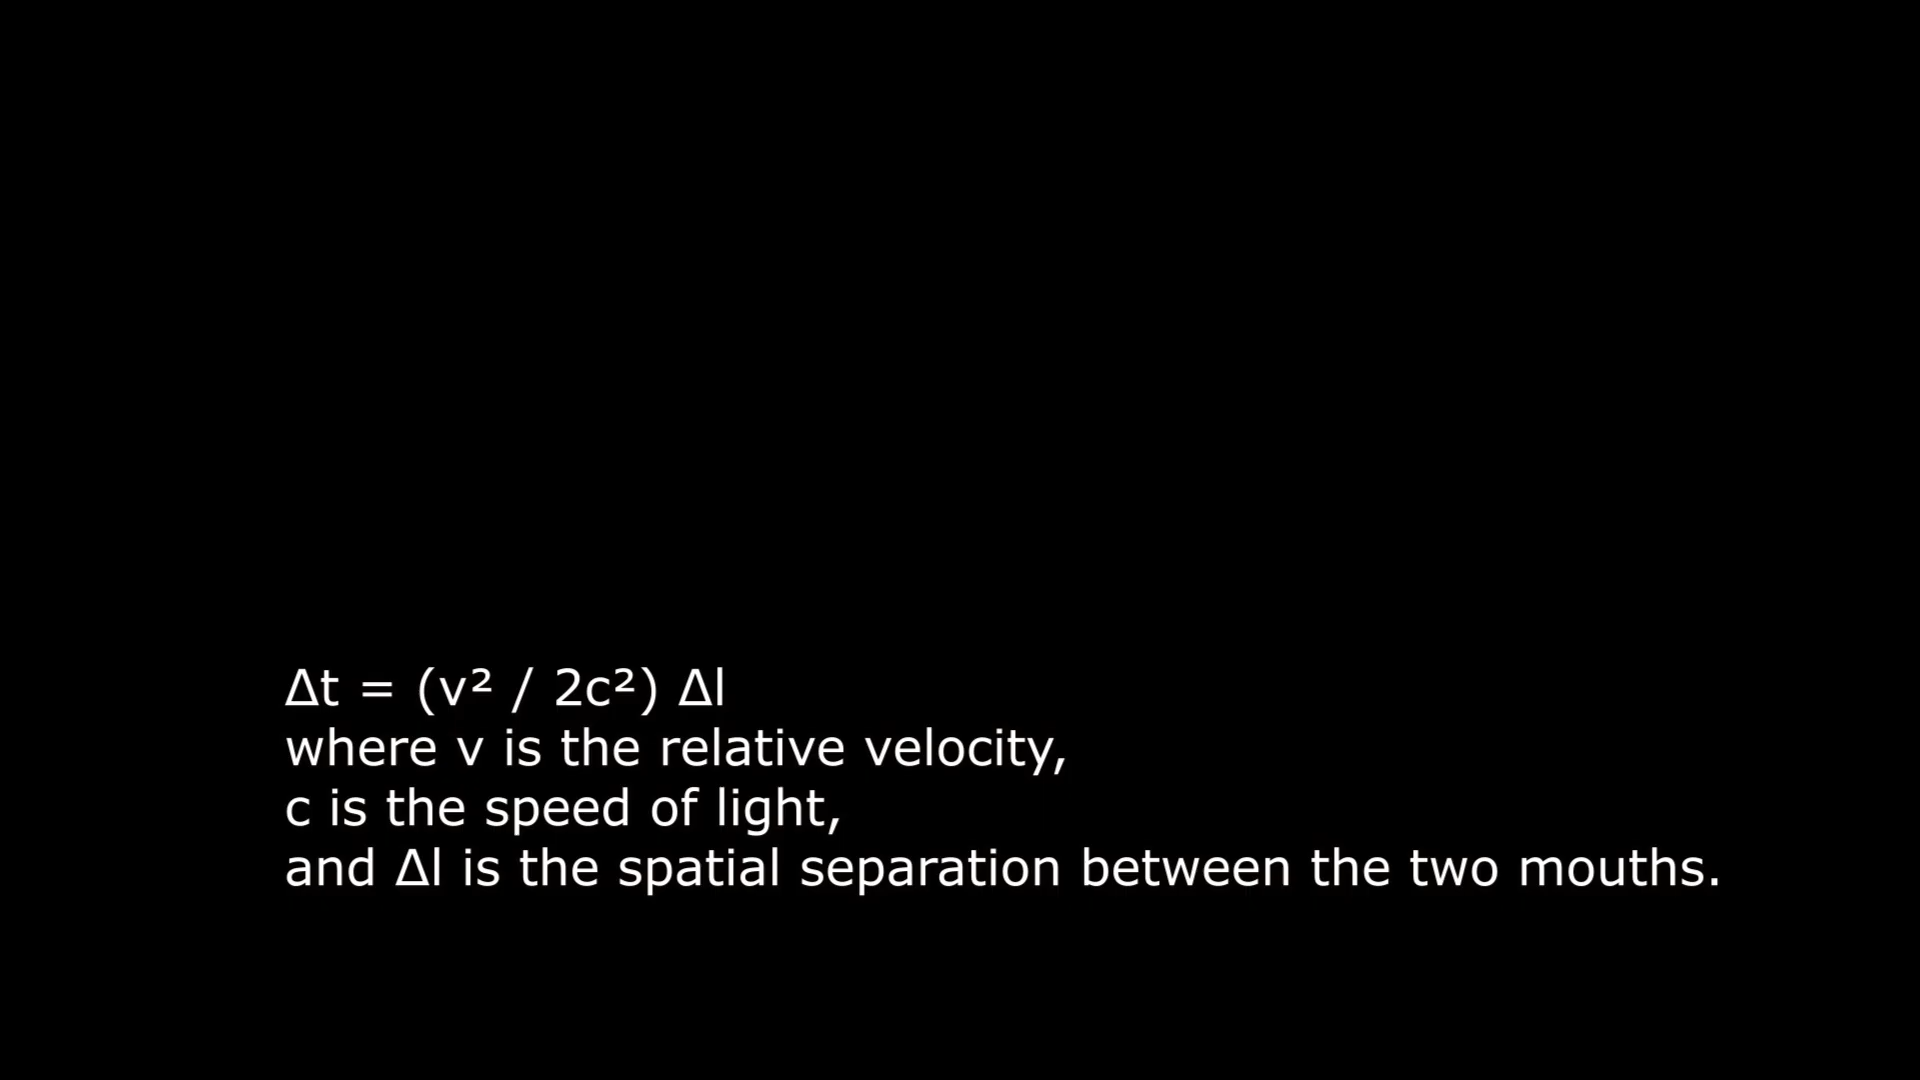 Δt = (v² / 2c²) Δl
where v is the relative velocity,
c is the speed of light,
and Δl is the spatial separation between the two mouths.